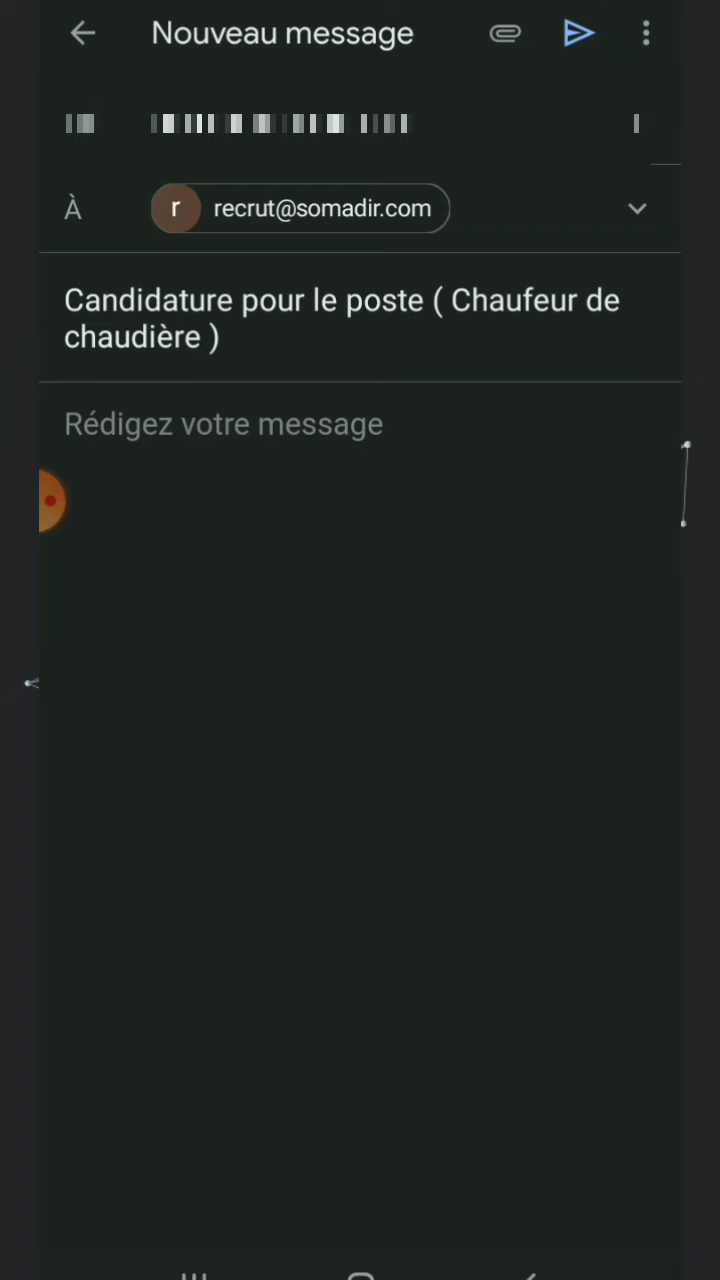 Nouveau message
À
r
recrut@somadir.com
Candidature pour le poste ( Chaufeur de
chaudière )
Rédigez votre message